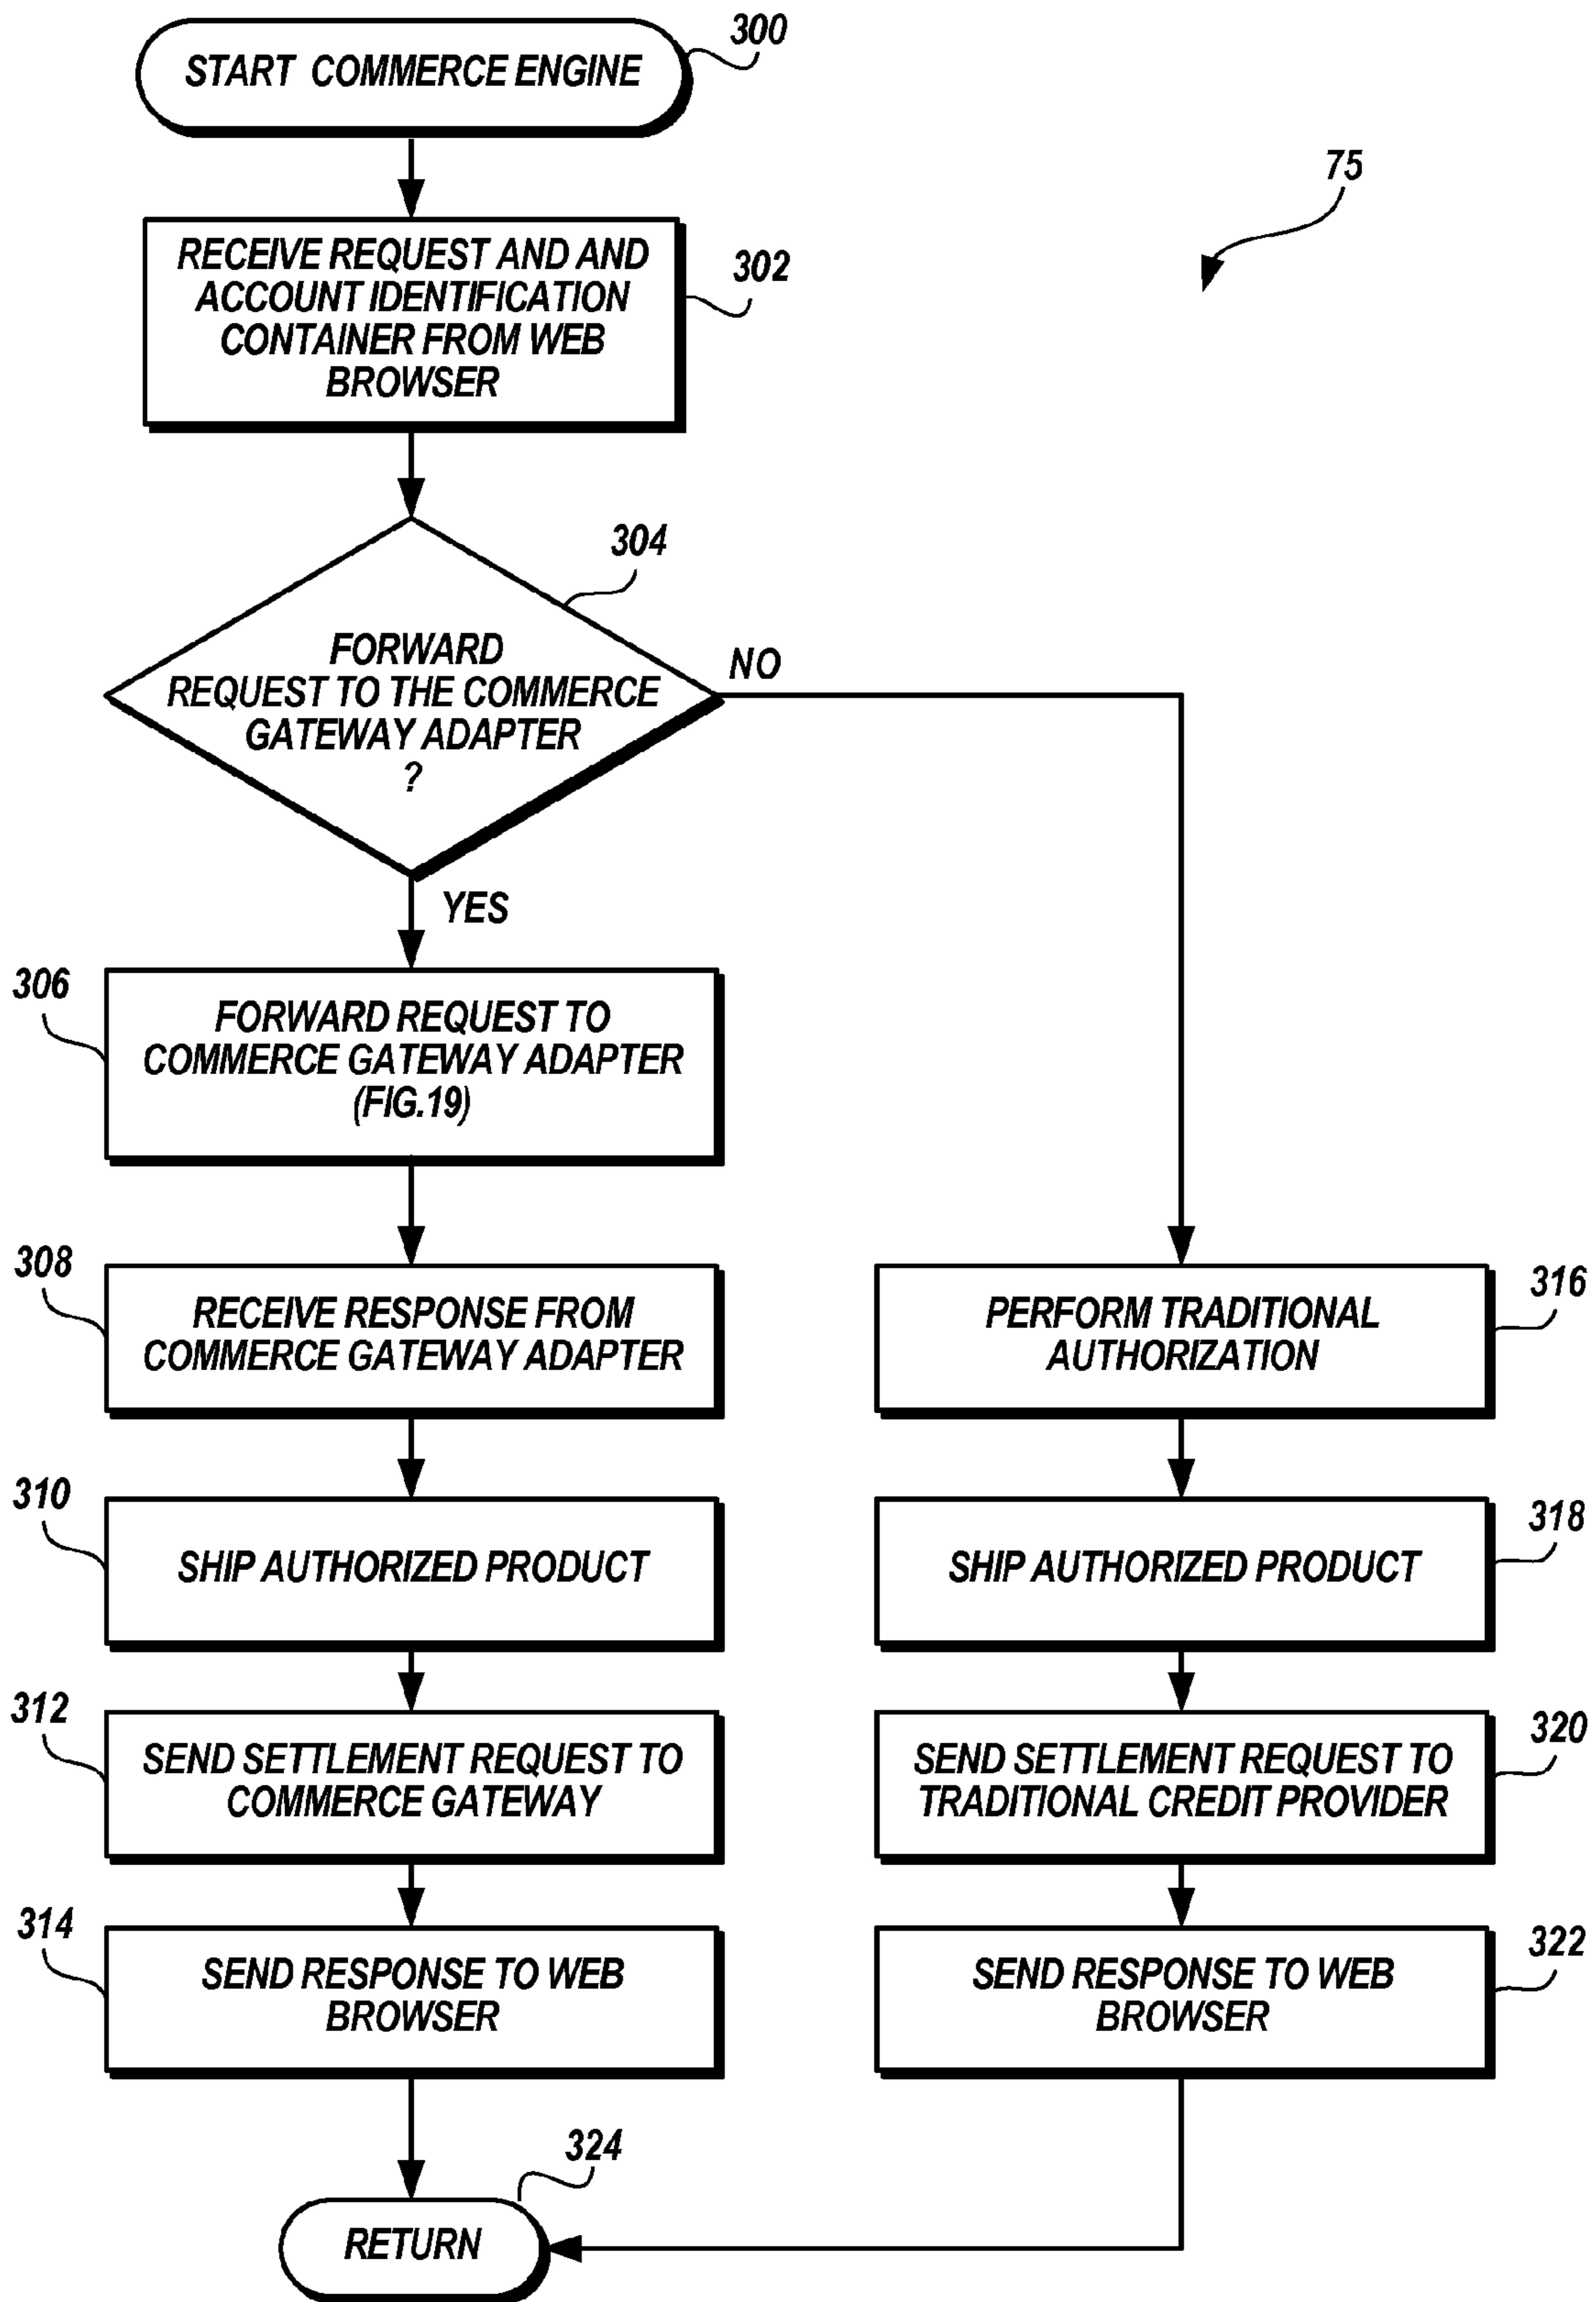 300
START COMMERCE ENGINE
75
RECEIVE REQUEST AND AND
ACCOUNT IDENTIFICATION
CONTAINER FROM WEB
BROWSER
302
304
FORWARD
REQUEST TO THE COMMERCE
GATEWAY ADAPTER
?
NO
YES
306
FORWARD REQUEST TO
COMMERCE GATEWAY ADAPTER
(FIG.19)
308
RECEIVE RESPONSE FROM
COMMERCE GATEWAY ADAPTER
PERFORM TRADITIONAL
AUTHORIZATION
316
310
SHIP AUTHORIZED PRODUCT
SHIP AUTHORIZED PRODUCT
318
312
SEND SETTLEMENT REQUEST TO
COMMERCE GATEWAY
SEND SETTLEMENT REQUEST TO
TRADITIONAL CREDIT PROVIDER
320
314
SEND RESPONSE TO WEB
BROWSER
SEND RESPONSE TO WEB
BROWSER
322
324
RETURN